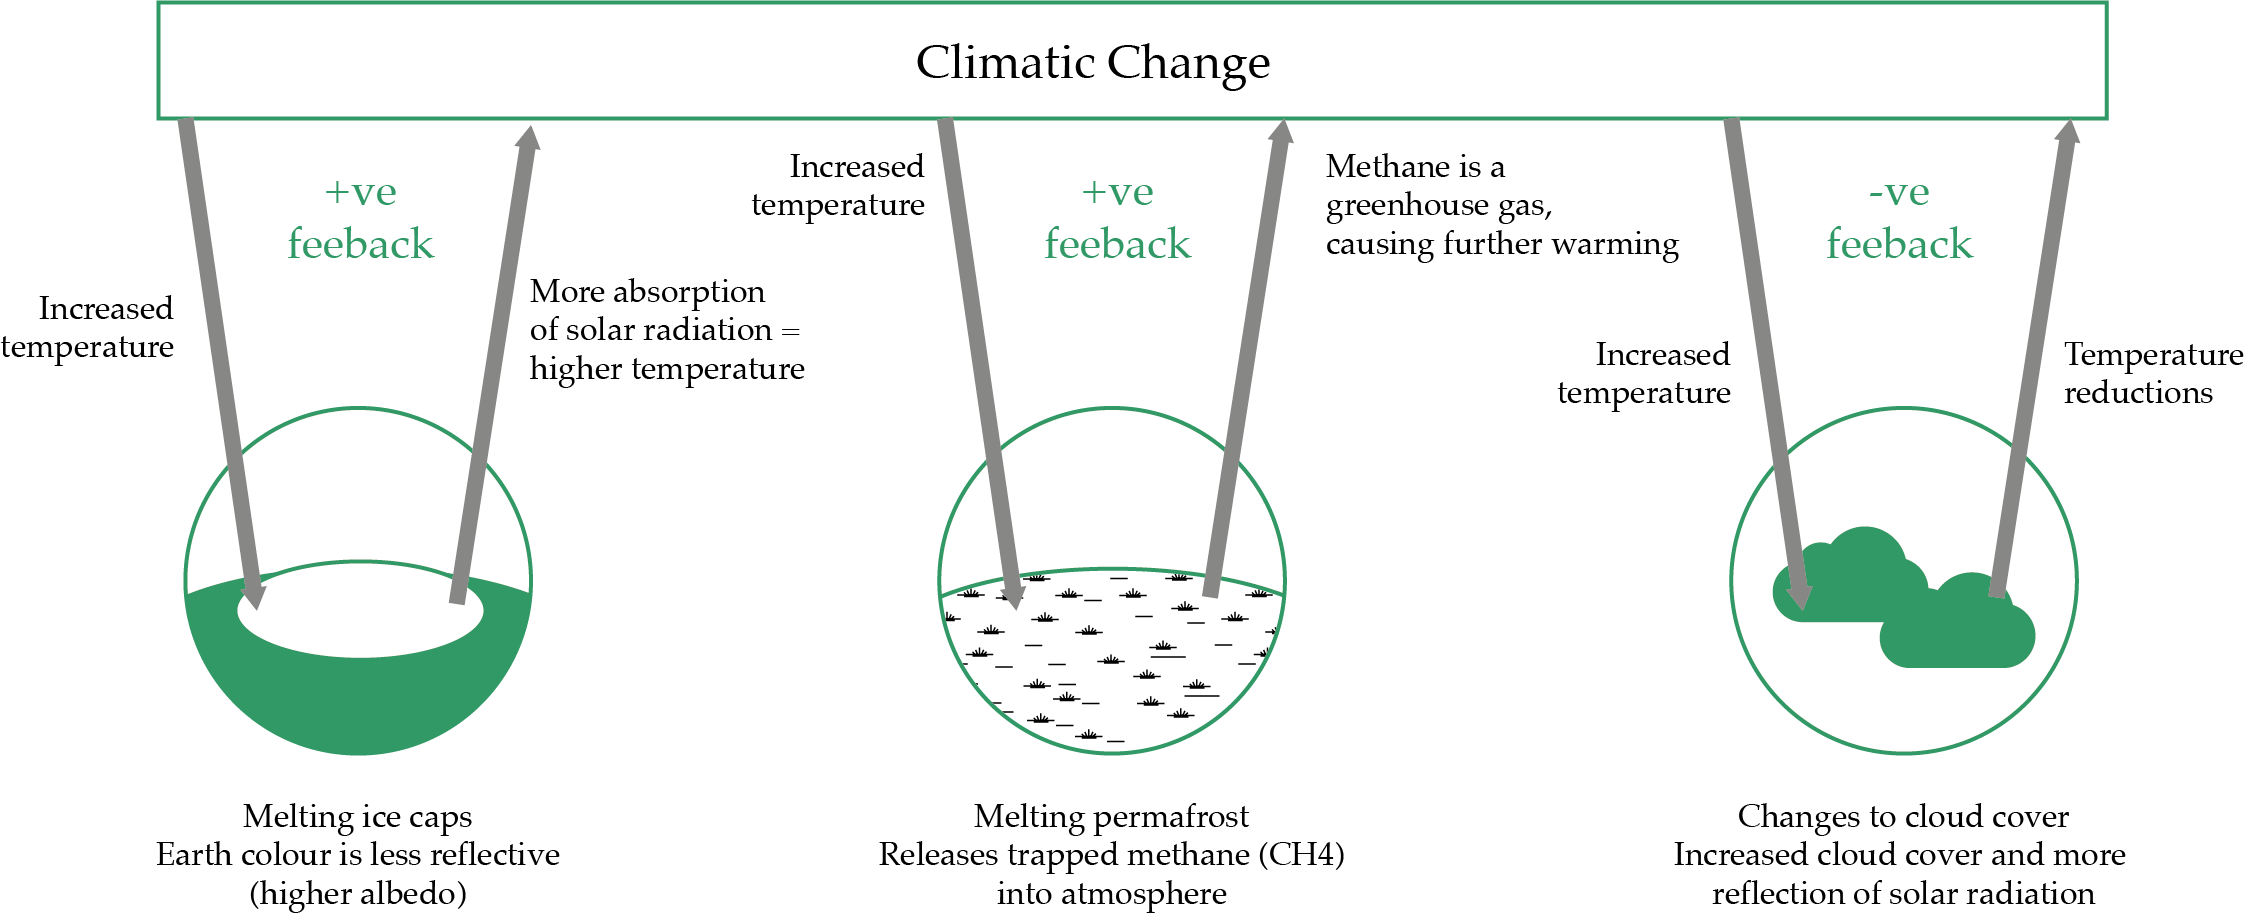 Climatic Change
+ve
feeback
Increased
temperature
More absorption
of solar radiation =
higher temperature
Melting ice caps
Earth colour is less reflective
(higher albedo)
Increased
temperature
+ve
feeback
Methane is a
greenhouse gas,
causing further warming
Melting permafrost
Releases trapped methane (CH4)
into atmosphere
-ve
feeback
Increased
temperature
Temperature
reductions
Changes to cloud cover
Increased cloud cover and more
reflection of solar radiation